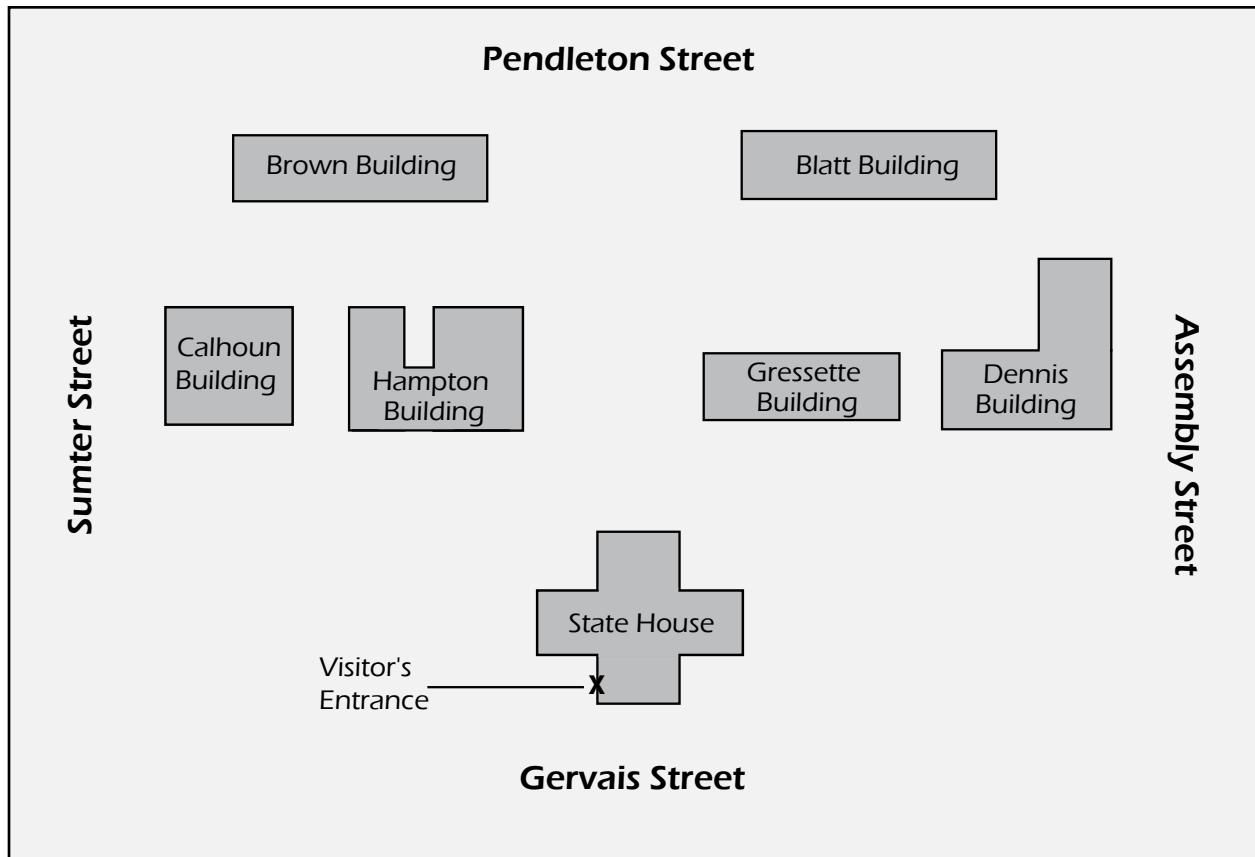 Pendleton Street
Brown Building
Blatt Building
Sumter Street
Calhoun
Building
Hampton
Building
Gressette
Building
Dennis
Building
Assembly Street
State House
Visitor's
Entrance
X
Gervais Street